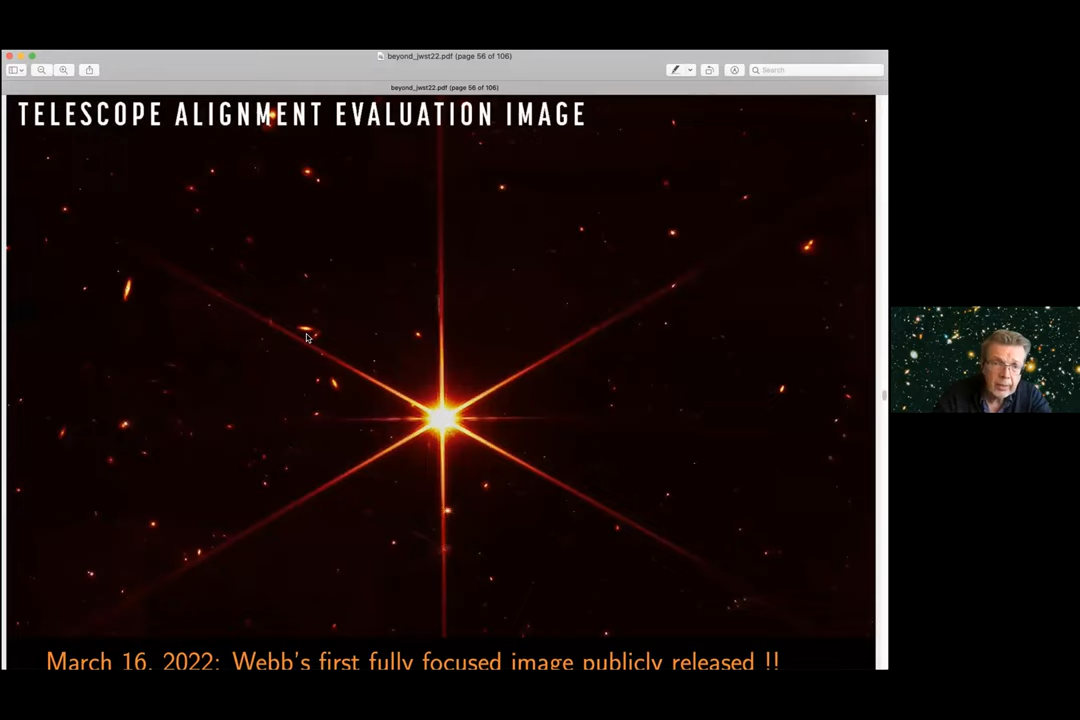 beyond_jwst22.pdf (page 56 of 106)
Search
beyond_jwst22.pdf (page 56 of 106)
TELESCOPE ALIGNMENT EVALUATION IMAGE
March 16, 2022: Webb's first fully focused image publicly released !!